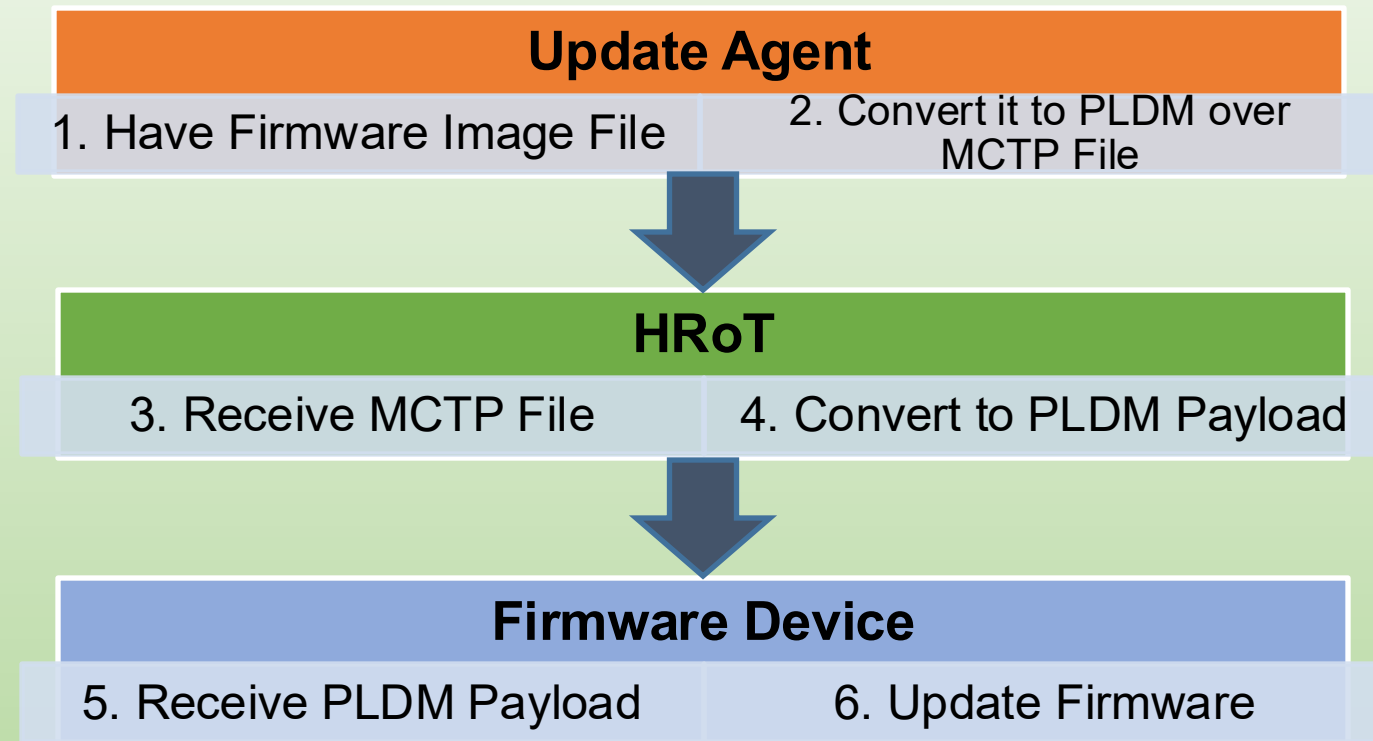 Update Agent
1. Have Firmware Image File
2. Convert it to PLDM over
MCTP File
HRoT
3. Receive MCTP File
4. Convert to PLDM Payload
Firmware Device
5. Receive PLDM Payload
6. Update Firmware